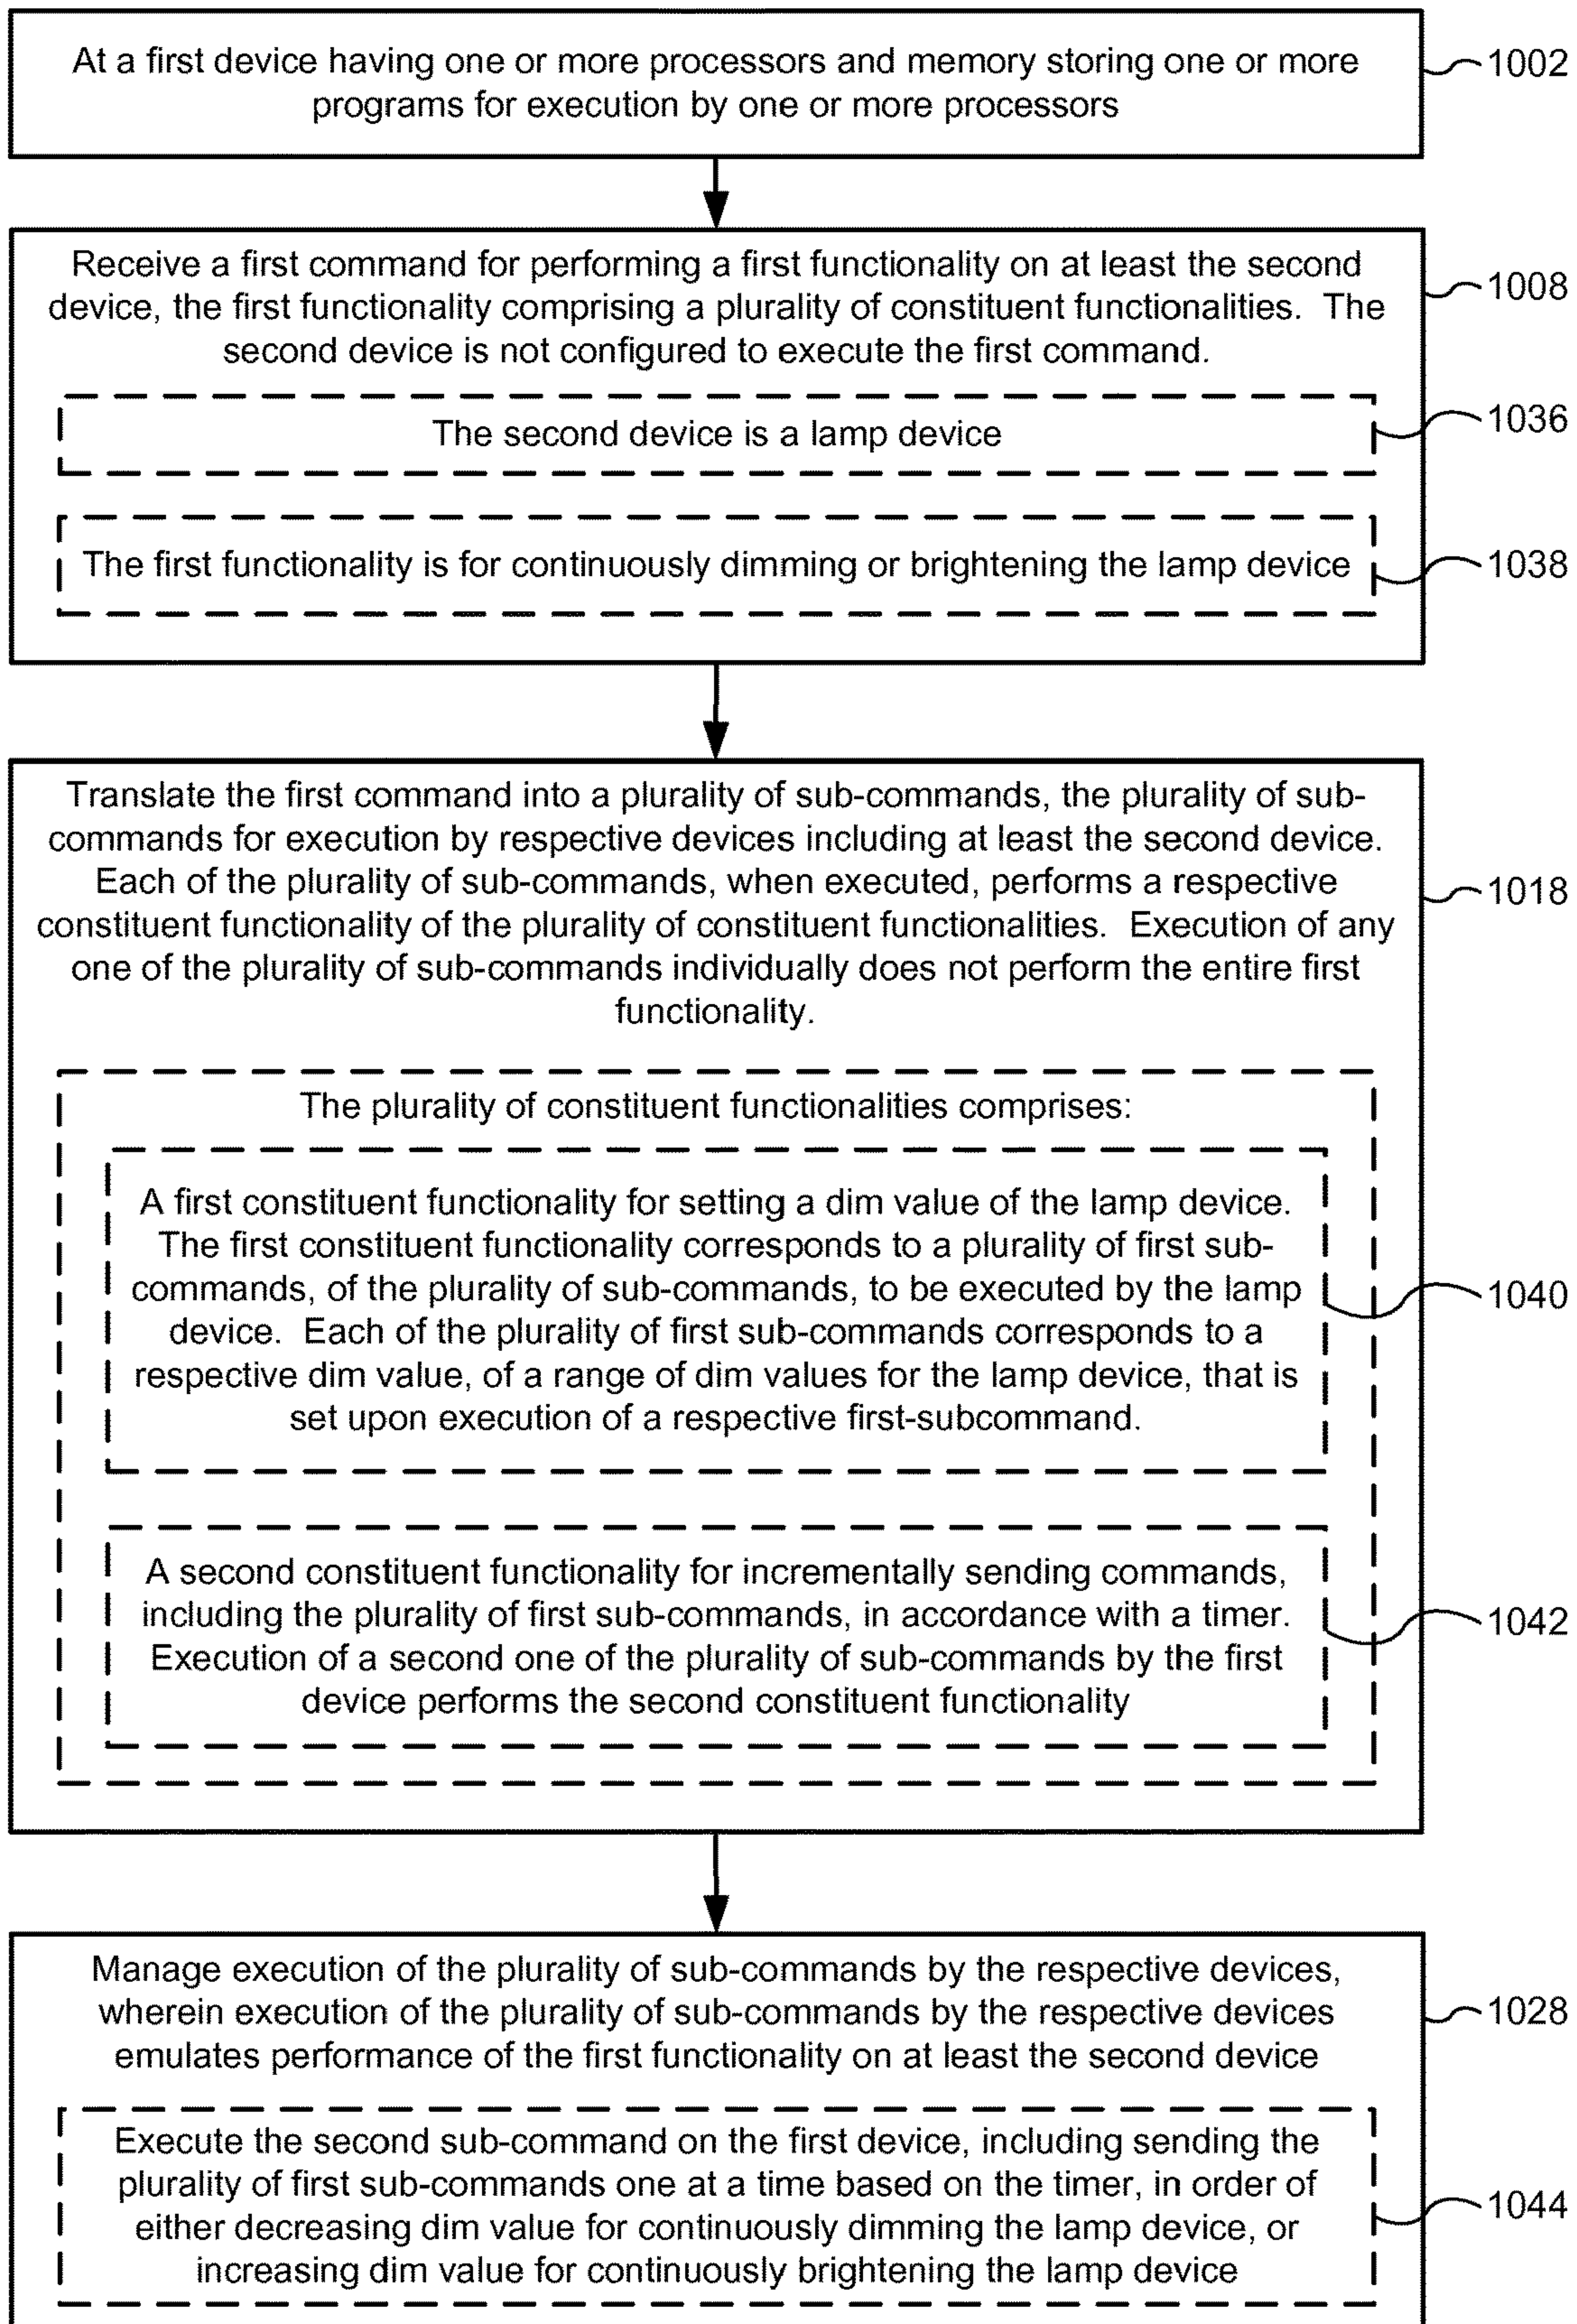 At a first device having one or more processors and memory storing one or more
programs for execution by one or more processors
1002
Receive a first command for performing a first functionality on at least the second
device, the first functionality comprising a plurality of constituent functionalities.  The
second device is not configured to execute the first command.
1008
The second device is a lamp device
1036
The first functionality is for continuously dimming or brightening the lamp device
1038
Translate the first command into a plurality of sub-commands, the plurality of sub-
commands for execution by respective devices including at least the second device.
Each of the plurality of sub-commands, when executed, performs a respective
constituent functionality of the plurality of constituent functionalities.  Execution of any
one of the plurality of sub-commands individually does not perform the entire first
functionality.
1018
The plurality of constituent functionalities comprises:
A first constituent functionality for setting a dim value of the lamp device.
The first constituent functionality corresponds to a plurality of first sub-
commands, of the plurality of sub-commands, to be executed by the lamp
device.  Each of the plurality of first sub-commands corresponds to a
respective dim value, of a range of dim values for the lamp device, that is
set upon execution of a respective first-subcommand.
1040
A second constituent functionality for incrementally sending commands,
including the plurality of first sub-commands, in accordance with a timer.
Execution of a second one of the plurality of sub-commands by the first
device performs the second constituent functionality
1042
Manage execution of the plurality of sub-commands by the respective devices,
wherein execution of the plurality of sub-commands by the respective devices
emulates performance of the first functionality on at least the second device
1028
Execute the second sub-command on the first device, including sending the
plurality of first sub-commands one at a time based on the timer, in order of
either decreasing dim value for continuously dimming the lamp device, or
increasing dim value for continuously brightening the lamp device
1044